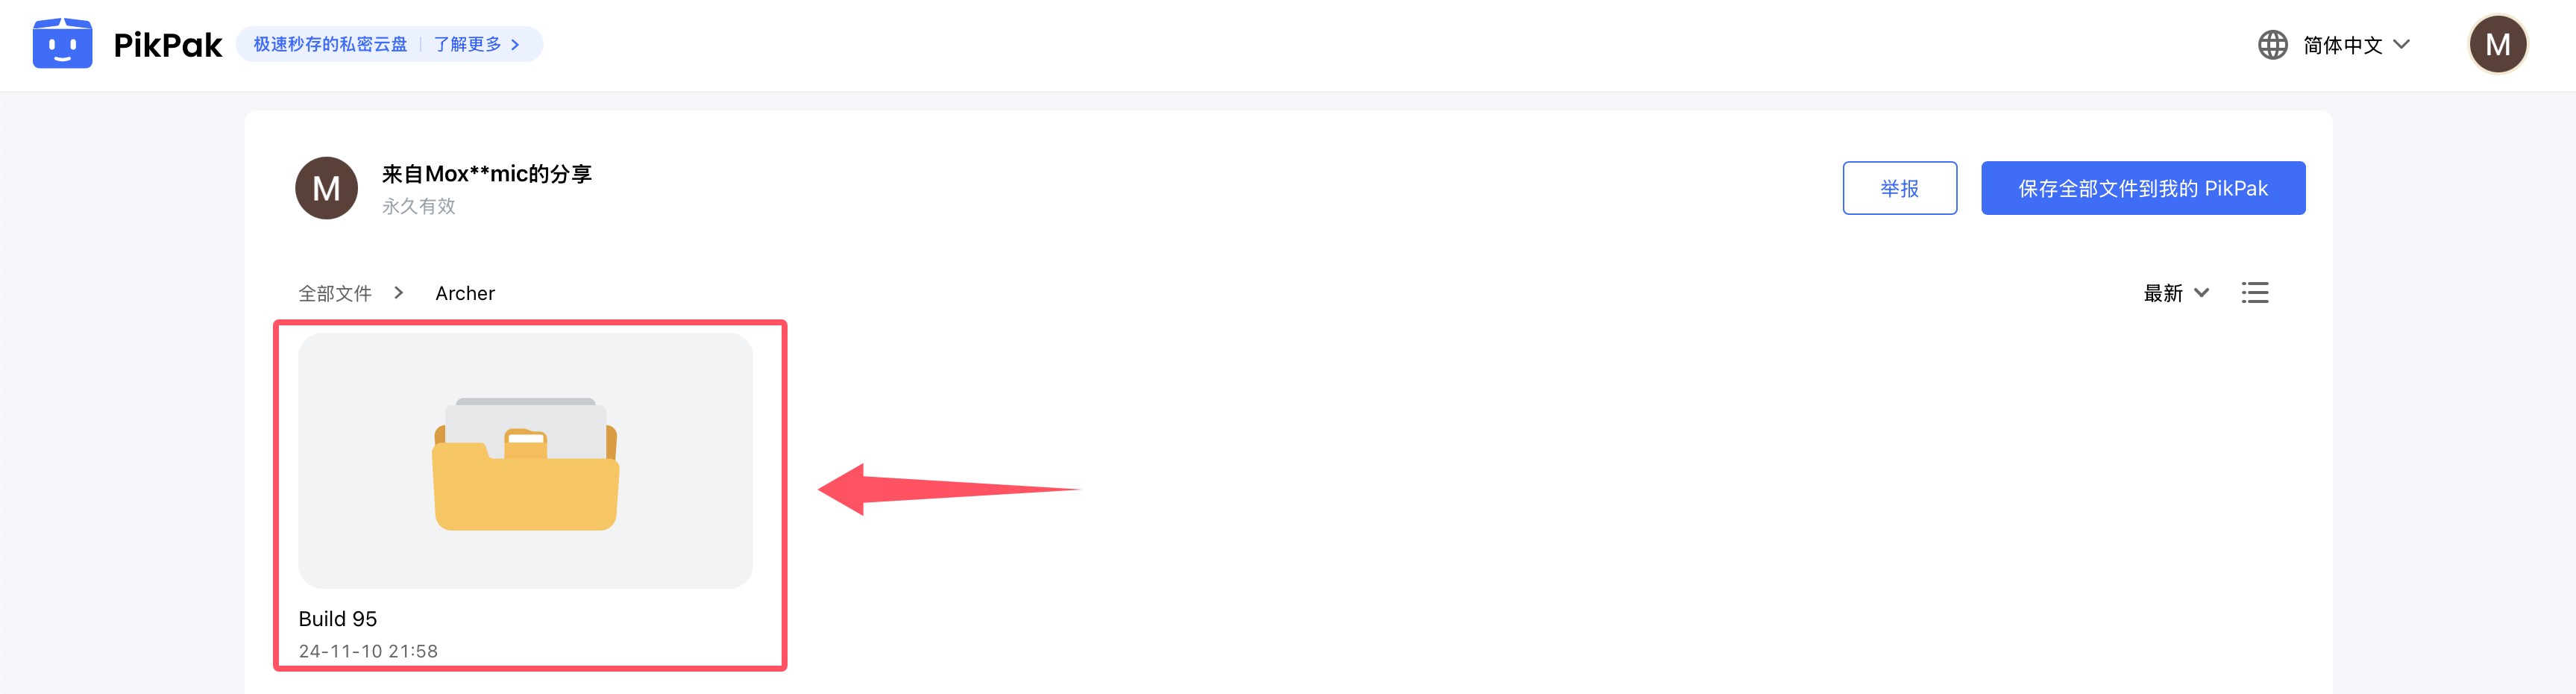 PikPak 极速秒存的私密云盘 | 了解更多 > 简体中文 M
M 来自Mox**mic的分享
永久有效
举报 保存全部文件到我的 PikPak
全部文件 > Archer 最新
Build 95
24-11-10 21:58